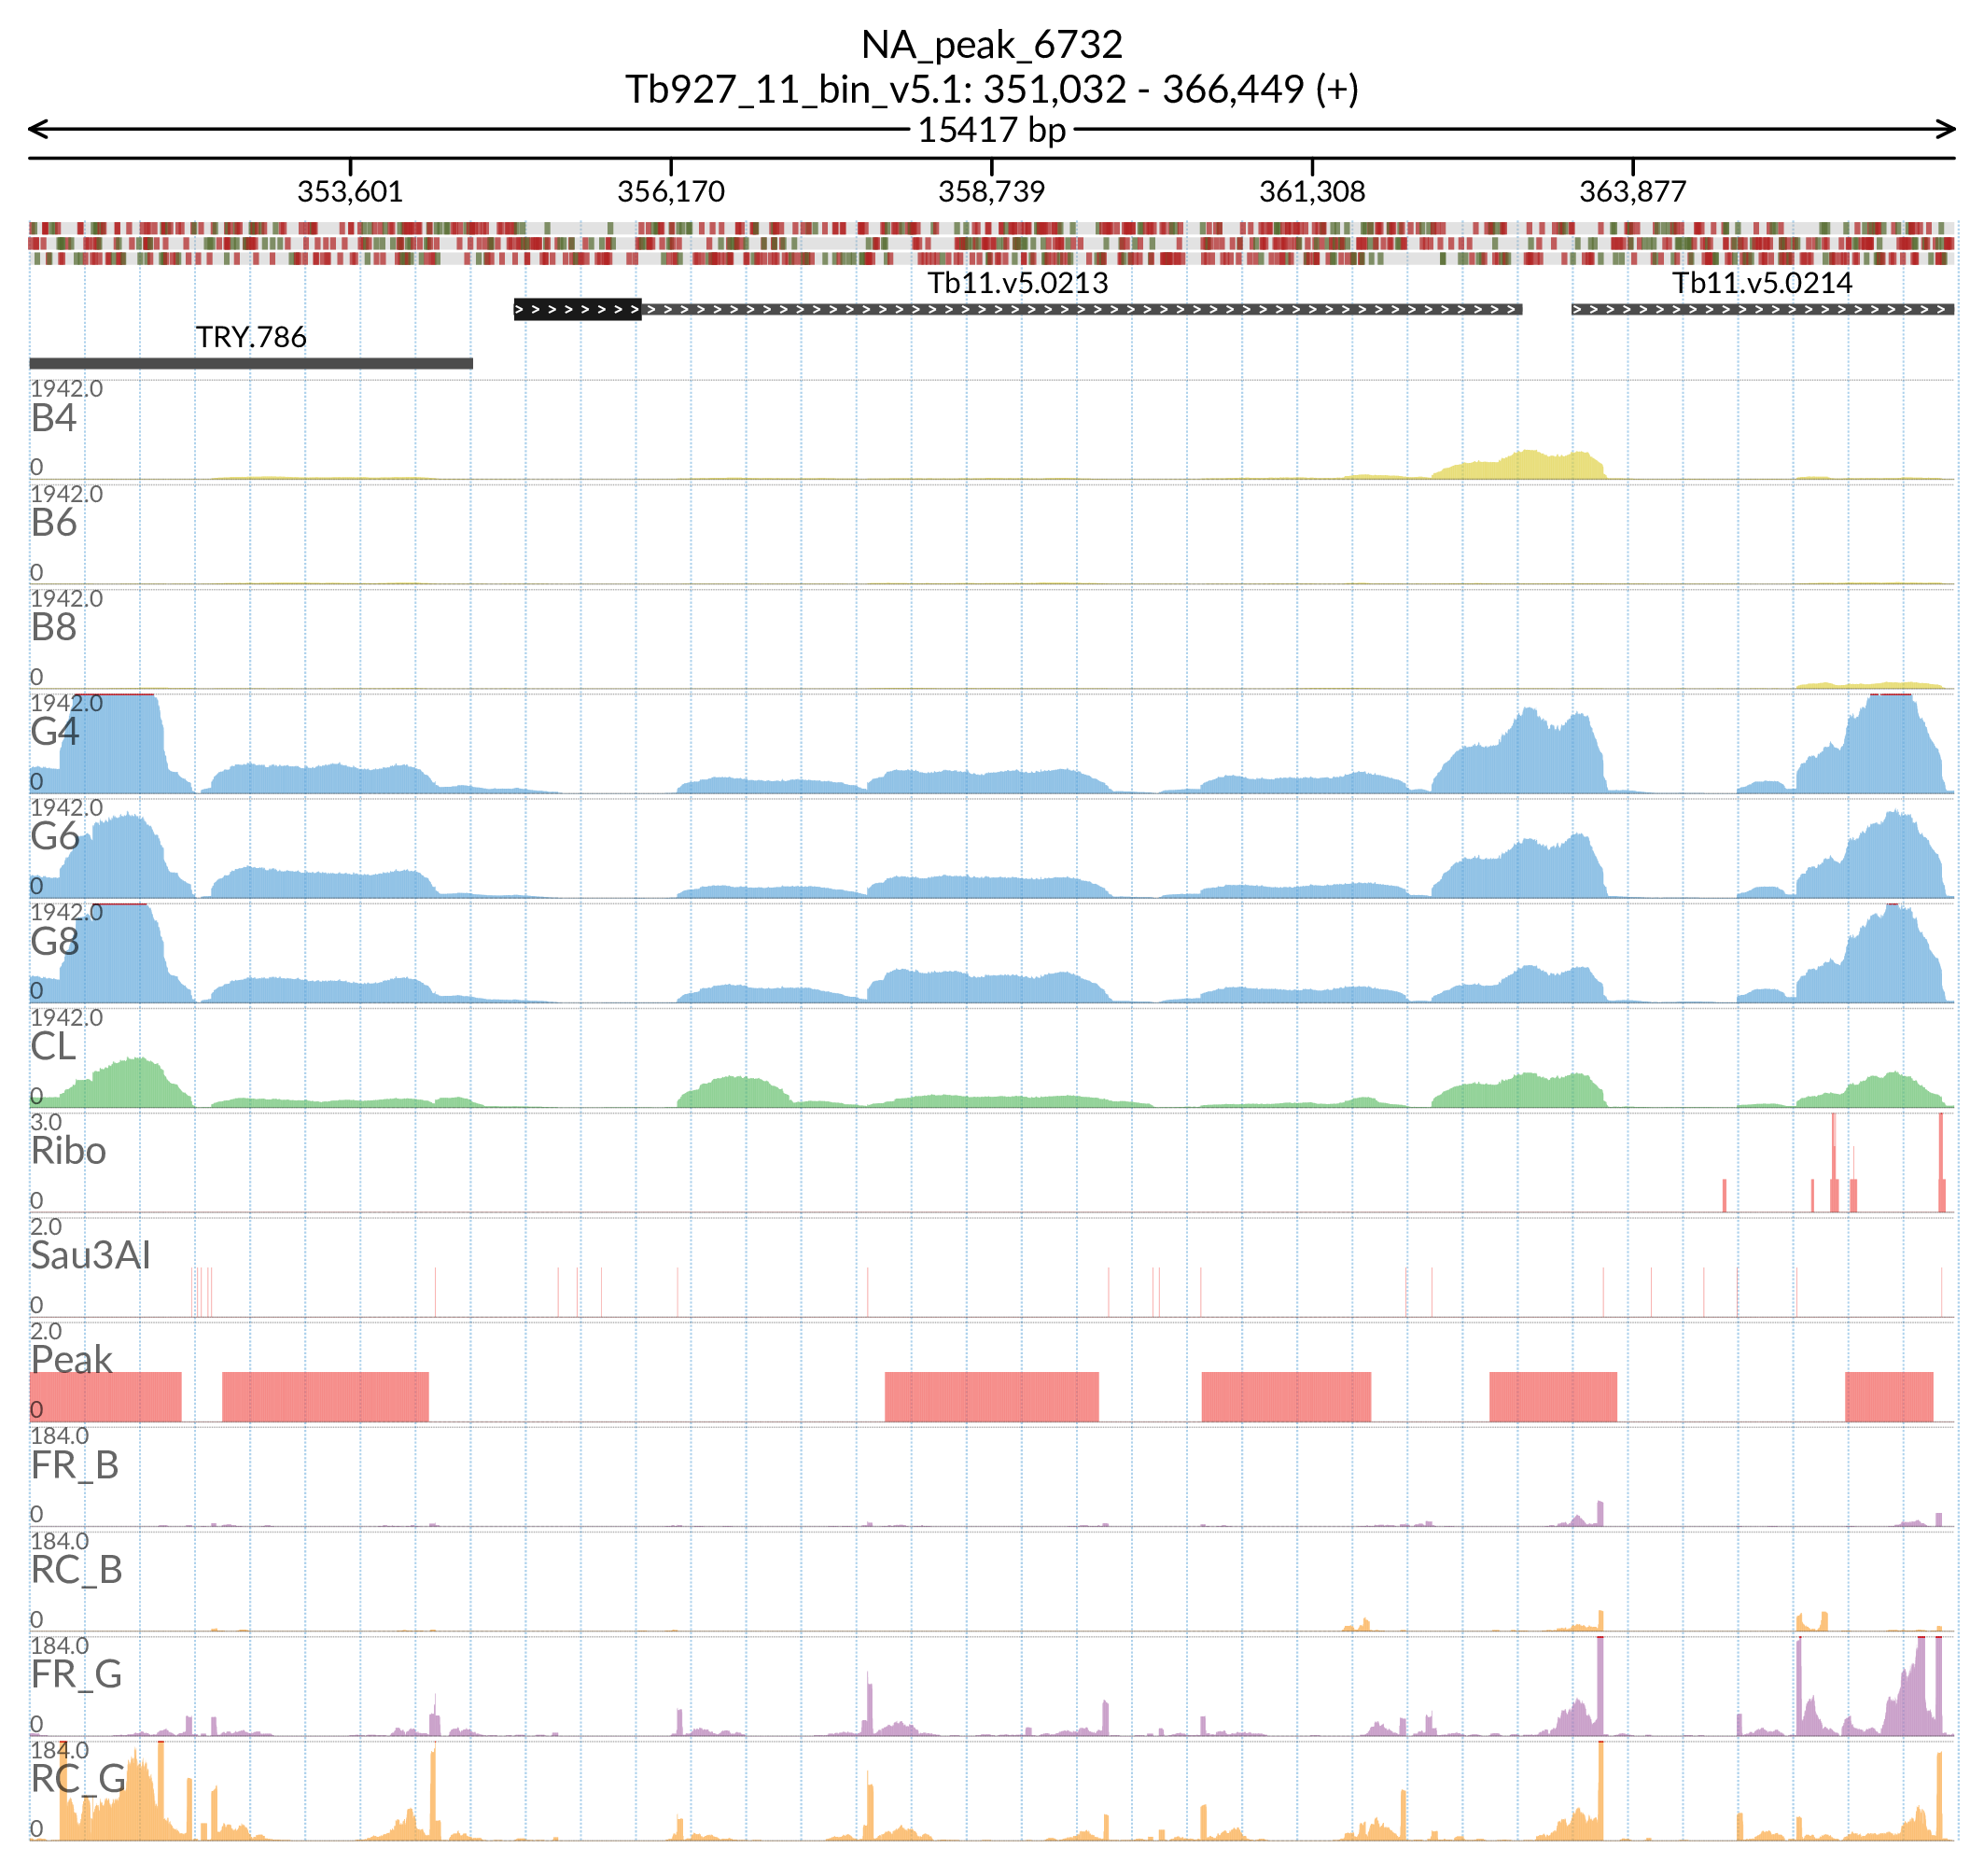 NA_peak_6732
Tb927_11_bin_v5.1: 351,032 - 366,449 (+)
15417 bp
353,601 356,170 358,739 361,308 363,877
Tb11.v5.0213 Tb11.v5.0214
TRY.786
1942.0
B4
0
1942.0
B6
0
1942.0
B8
0
1942.0
G4
0
1942.0
G6
0
1942.0
G8
0
1942.0
CL
0
3.0
Ribo
0
2.0
Sau3AI
0
2.0
Peak
0
184.0
FR_B
0
184.0
RC_B
0
184.0
FR_G
0
184.0
RC_G
0